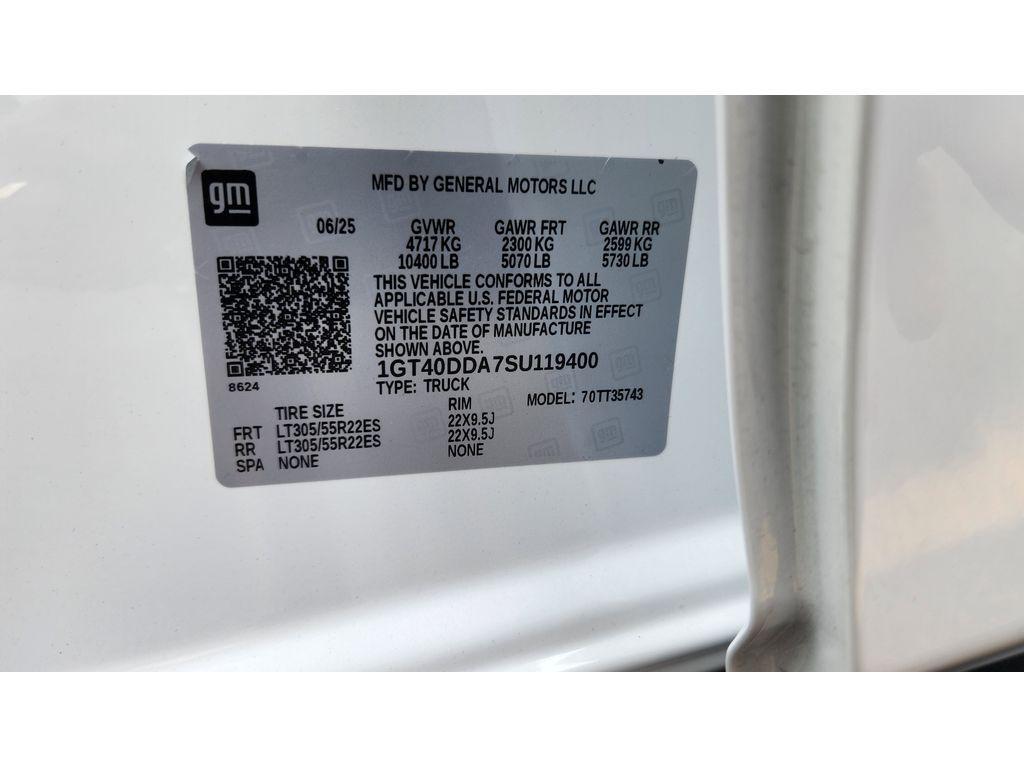 gm
MFD BY GENERAL MOTORS LLC
06/25 GVWR GAWR FRT GAWR RR
4717 KG 2300 KG 2599 KG
10400 LB 5070 LB 5730 LB
THIS VEHICLE CONFORMS TO ALL
APPLICABLE U.S. FEDERAL MOTOR
VEHICLE SAFETY STANDARDS IN EFFECT
ON THE DATE OF MANUFACTURE
SHOWN ABOVE.
1GT40DDA7SU119400
8624
TYPE: TRUCK
MODEL: 70TT35743
TIRE SIZE RIM
FRT LT305/55R22ES 22X9.5J
RR LT305/55R22ES 22X9.5J
SPA NONE NONE